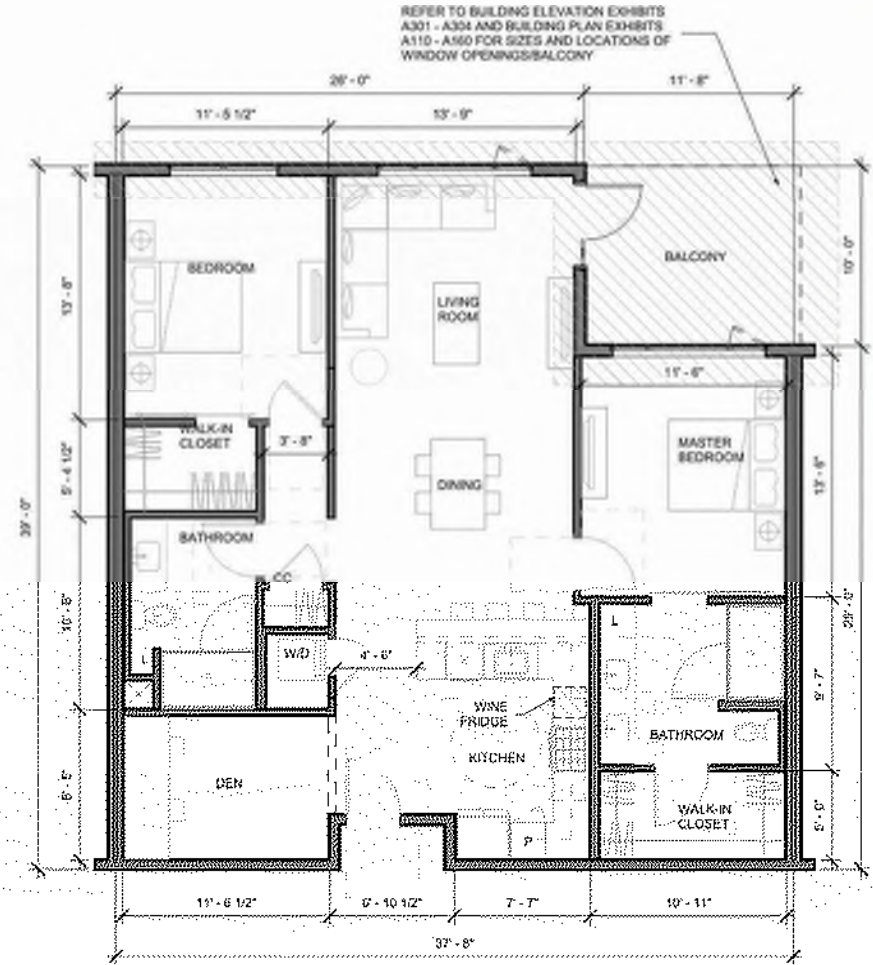 REFER TO BUILDING ELEVATION EXHIBITS
A301 - A304 AND BUILDING PLAN EXHIBITS
A110 - A160 FOR SIZES AND LOCATIONS OF
WINDOW OPENINGS/BALCONY
26' - 0"
11' - 8"
11' - 5 1/2"
13' - 9"
BEDROOM
LIVING
ROOM
BALCONY
10' - 0"
13' - 8"
11' - 6"
WALK-IN
CLOSET
3' - 8"
MASTER
BEDROOM
5' - 4 1/2"
DINING
13' - 6"
39' - 0"
BATHROOM
CC
L
W/D
4' - 6"
L
9' - 7"
WINE
FRIDGE
BATHROOM
KITCHEN
DEN
WALK-IN
CLOSET
P
11' - 6 1/2"
6' - 10 1/2"
7' - 7"
10' - 11"
37' - 8"